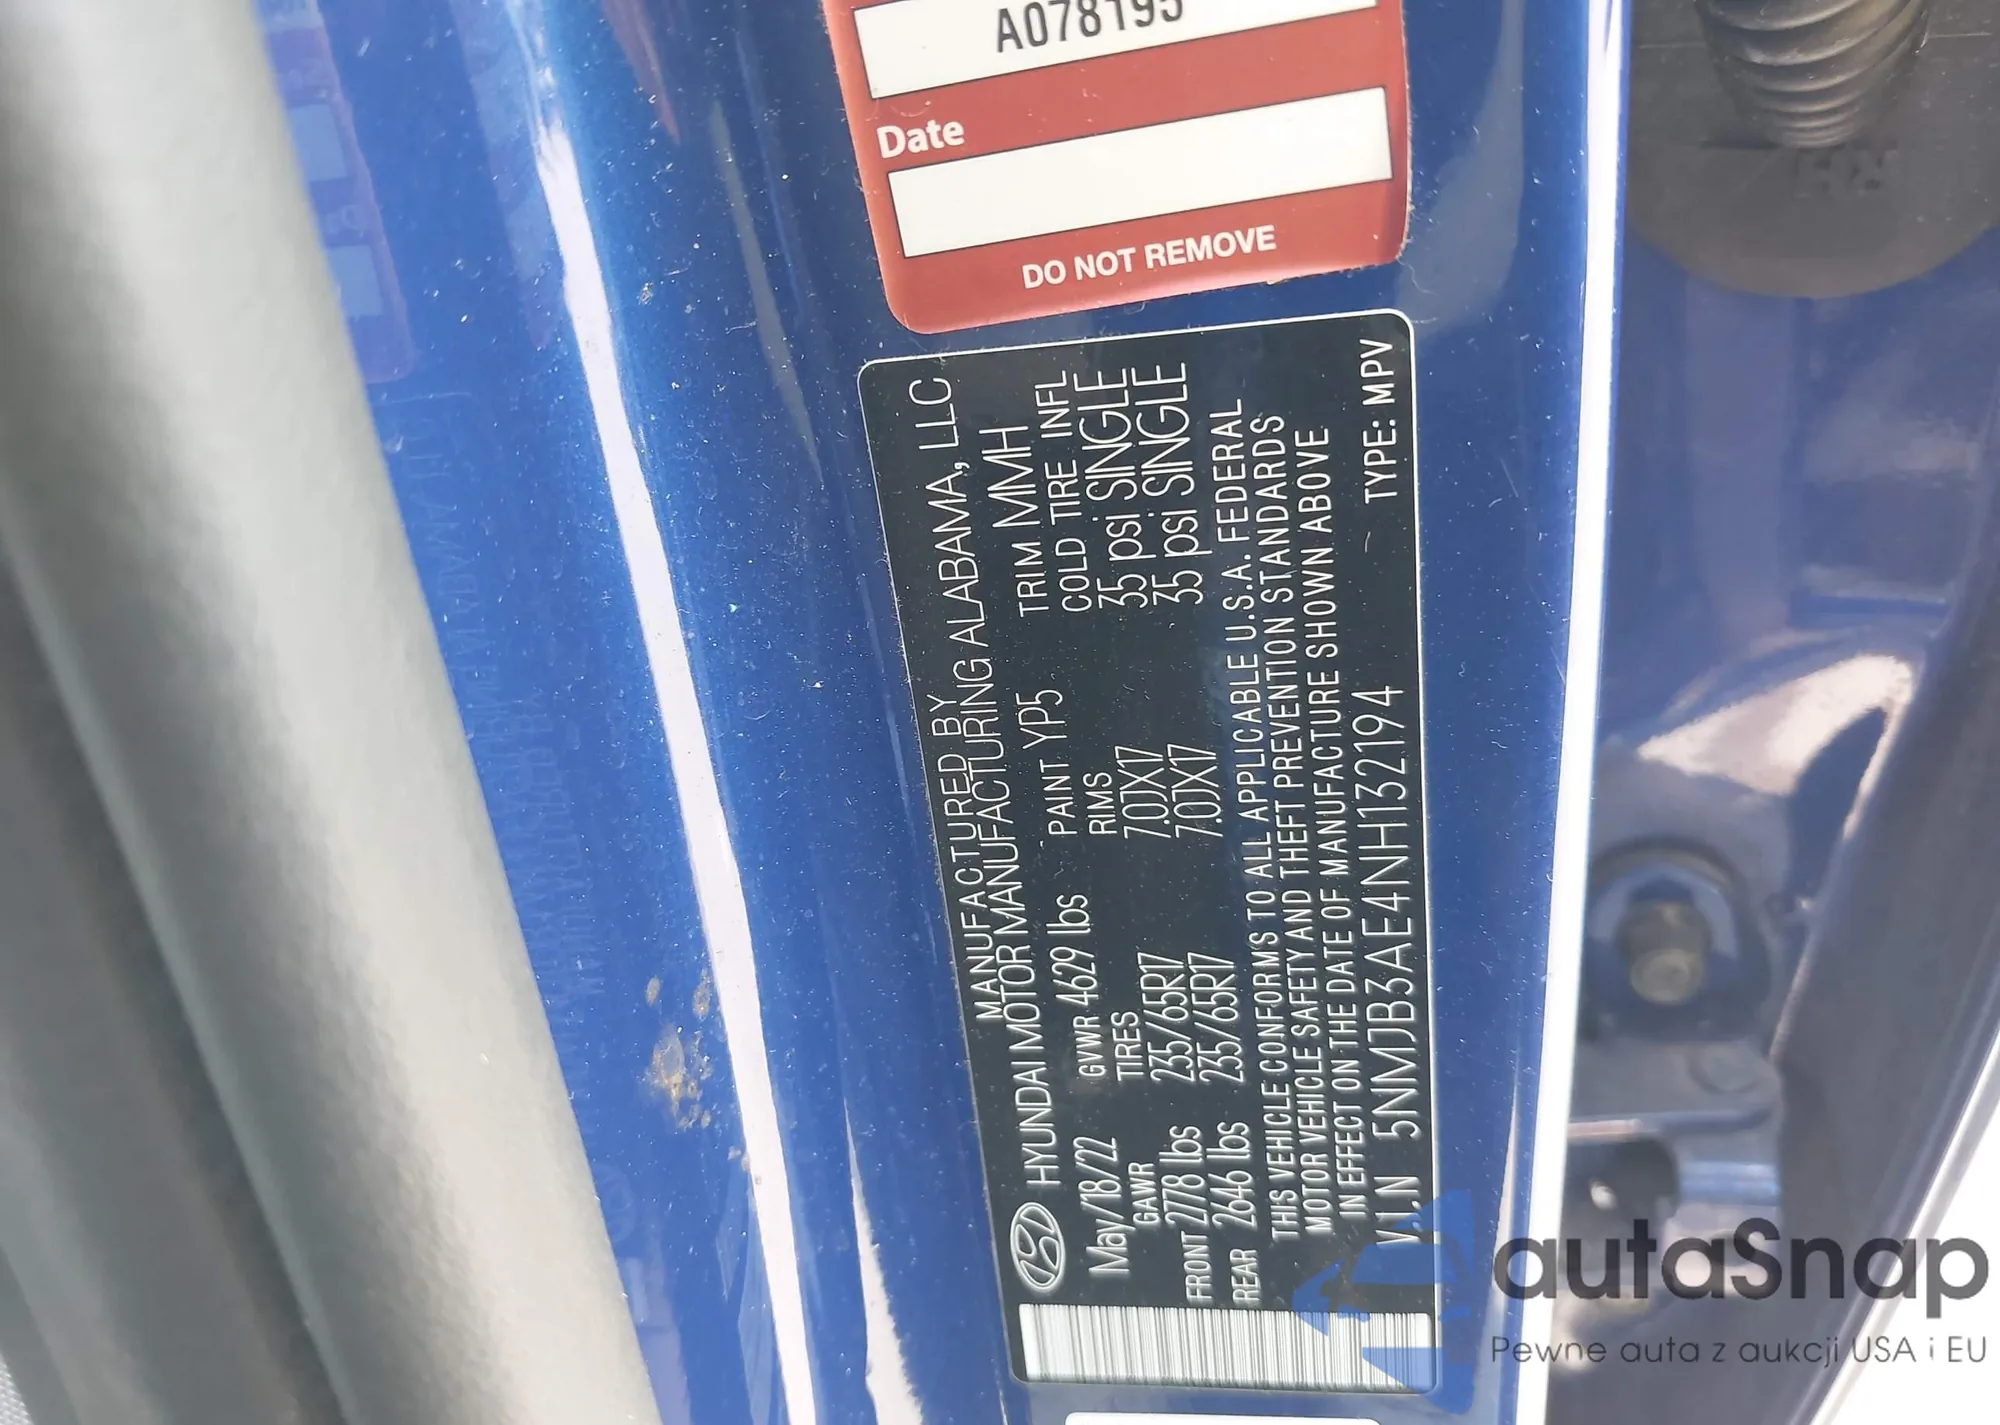 A078195
Date
DO NOT REMOVE
MANUFACTURED BY
HYUNDAI MOTOR MANUFACTURING ALABAMA, LLC
May/18/22 GVWR 4629 lbs PAINT YP5 TRIM MMH
GAWR TIRES RIMS COLD TIRE INFL
FRONT 2778 lbs 235/65R17 7.0JX17 35 psi SINGLE
REAR 2646 lbs 235/65R17 7.0JX17 35 psi SINGLE
THIS VEHICLE CONFORMS TO ALL APPLICABLE U.S.A. FEDERAL
MOTOR VEHICLE SAFETY AND THEFT PREVENTION STANDARDS
IN EFFECT ON THE DATE OF MANUFACTURE SHOWN ABOVE
V.I.N 5NMJB3AE4NH132194 TYPE: MPV
autaSnap
Pewne auta z aukcji USA i EU